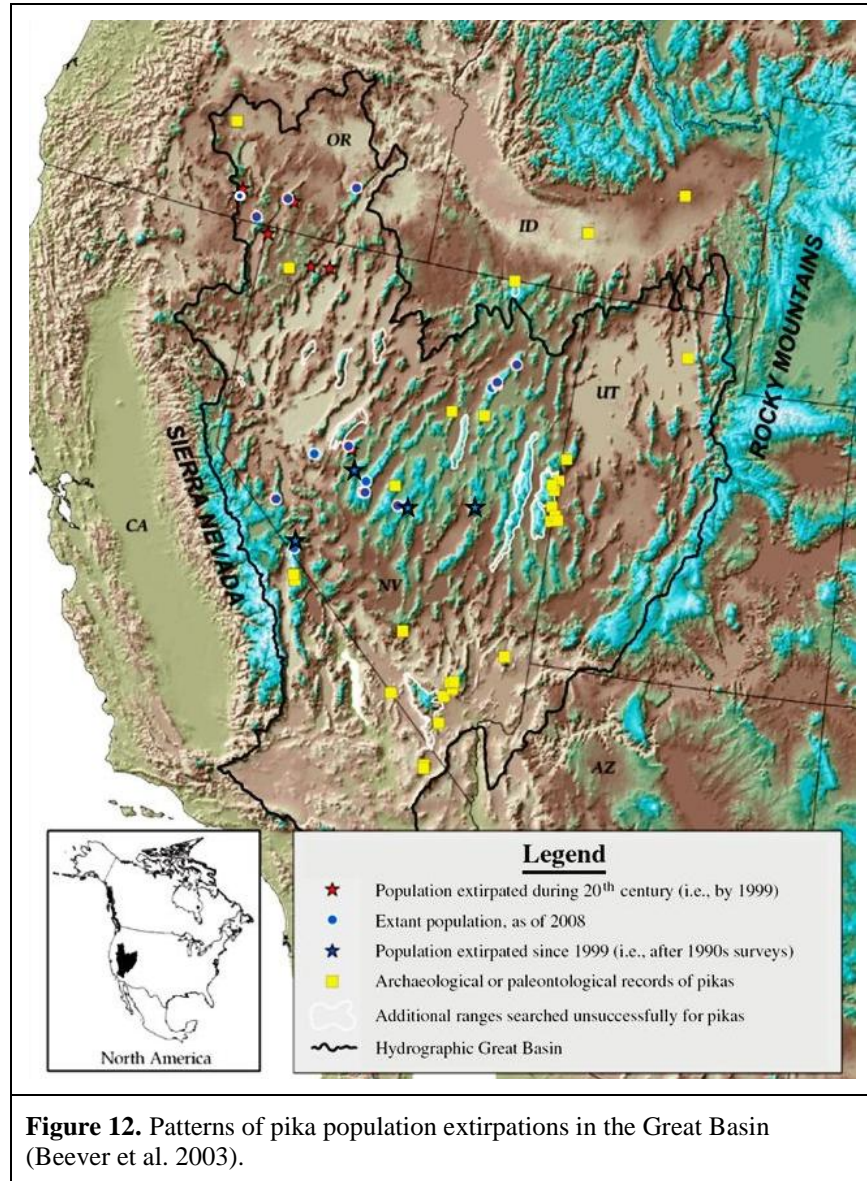 OR
ID
ROCKY MOUNTAINS
UT
SIERRA NEVADA
CA
NV
AZ
North America
Legend
Population extirpated during 20th century (i.e., by 1999)
Extant population, as of 2008
Population extirpated since 1999 (i.e., after 1990s surveys)
Archaeological or paleontological records of pikas
Additional ranges searched unsuccessfully for pikas
Hydrographic Great Basin
Figure 12. Patterns of pika population extirpations in the Great Basin
(Beever et al. 2003).